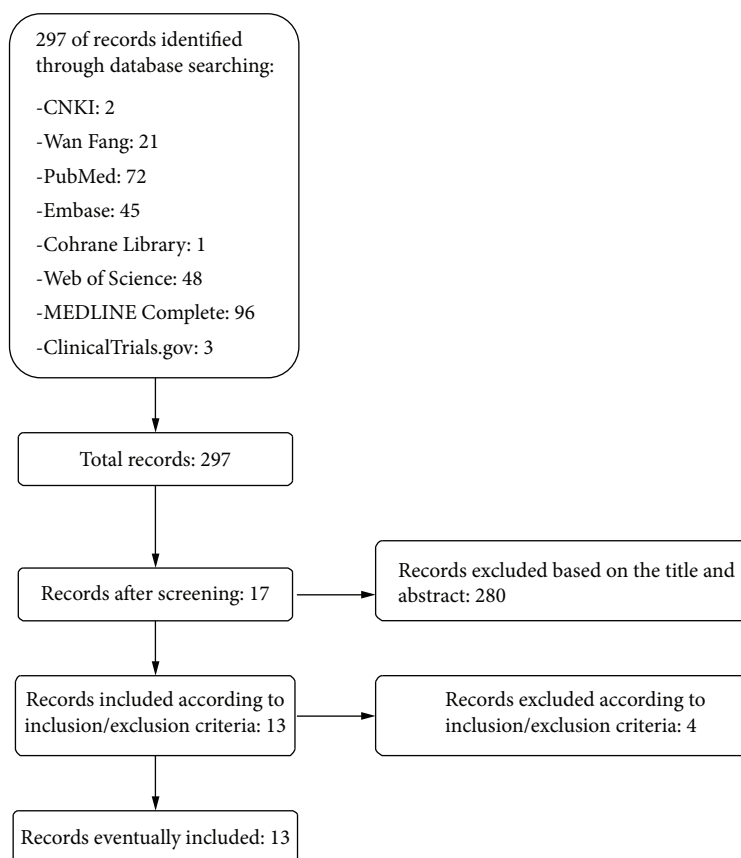 297 of records identified
through database searching:
-CNKI: 2
-Wan Fang: 21
-PubMed: 72
-Embase: 45
-Cohrane Library: 1
-Web of Science: 48
-MEDLINE Complete: 96
-ClinicalTrials.gov: 3
Total records: 297
Records after screening: 17
Records excluded based on the title and
abstract: 280
Records included according to
inclusion/exclusion criteria: 13
Records excluded according to
inclusion/exclusion criteria: 4
Records eventually included: 13